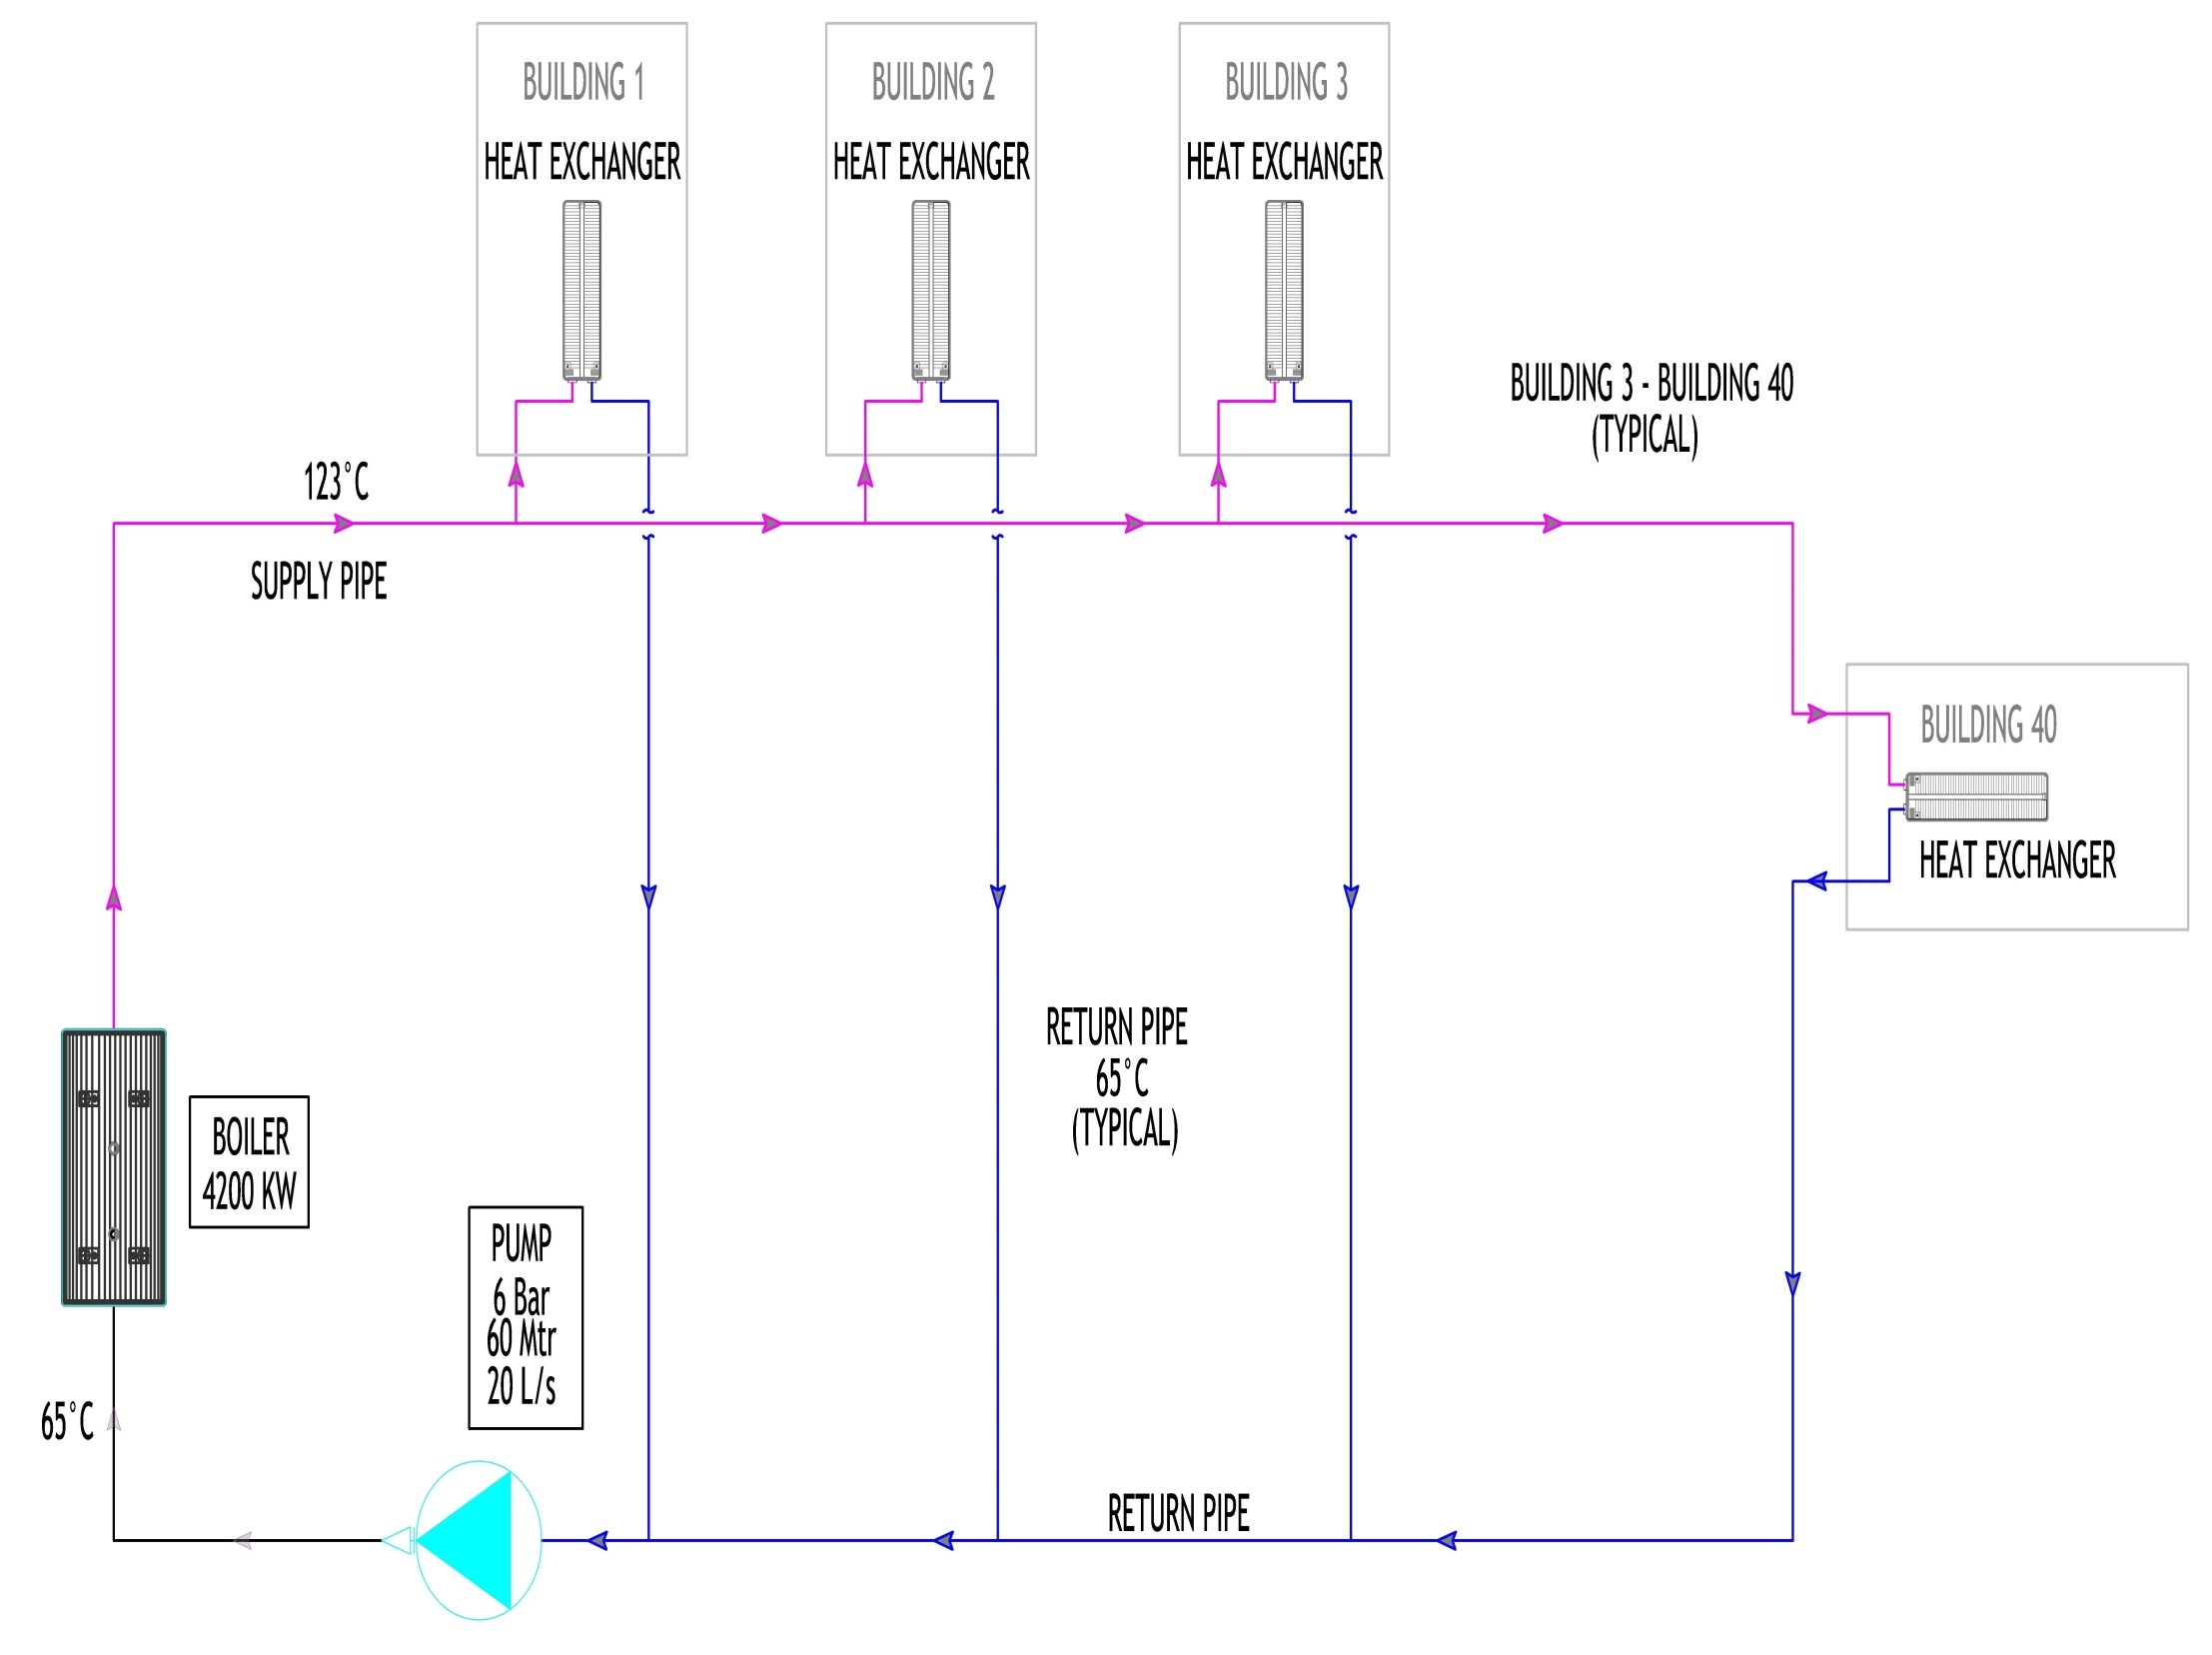 BUILDING 1
HEAT EXCHANGER
BUILDING 2
HEAT EXCHANGER
BUILDING 3
HEAT EXCHANGER
BUILDING 3 - BUILDING 40
(TYPICAL)
123°C
SUPPLY PIPE
BUILDING 40
HEAT EXCHANGER
RETURN PIPE
65°C
(TYPICAL)
BOILER
4200 KW
PUMP
6 Bar
60 Mtr
20 L/s
65°C
RETURN PIPE